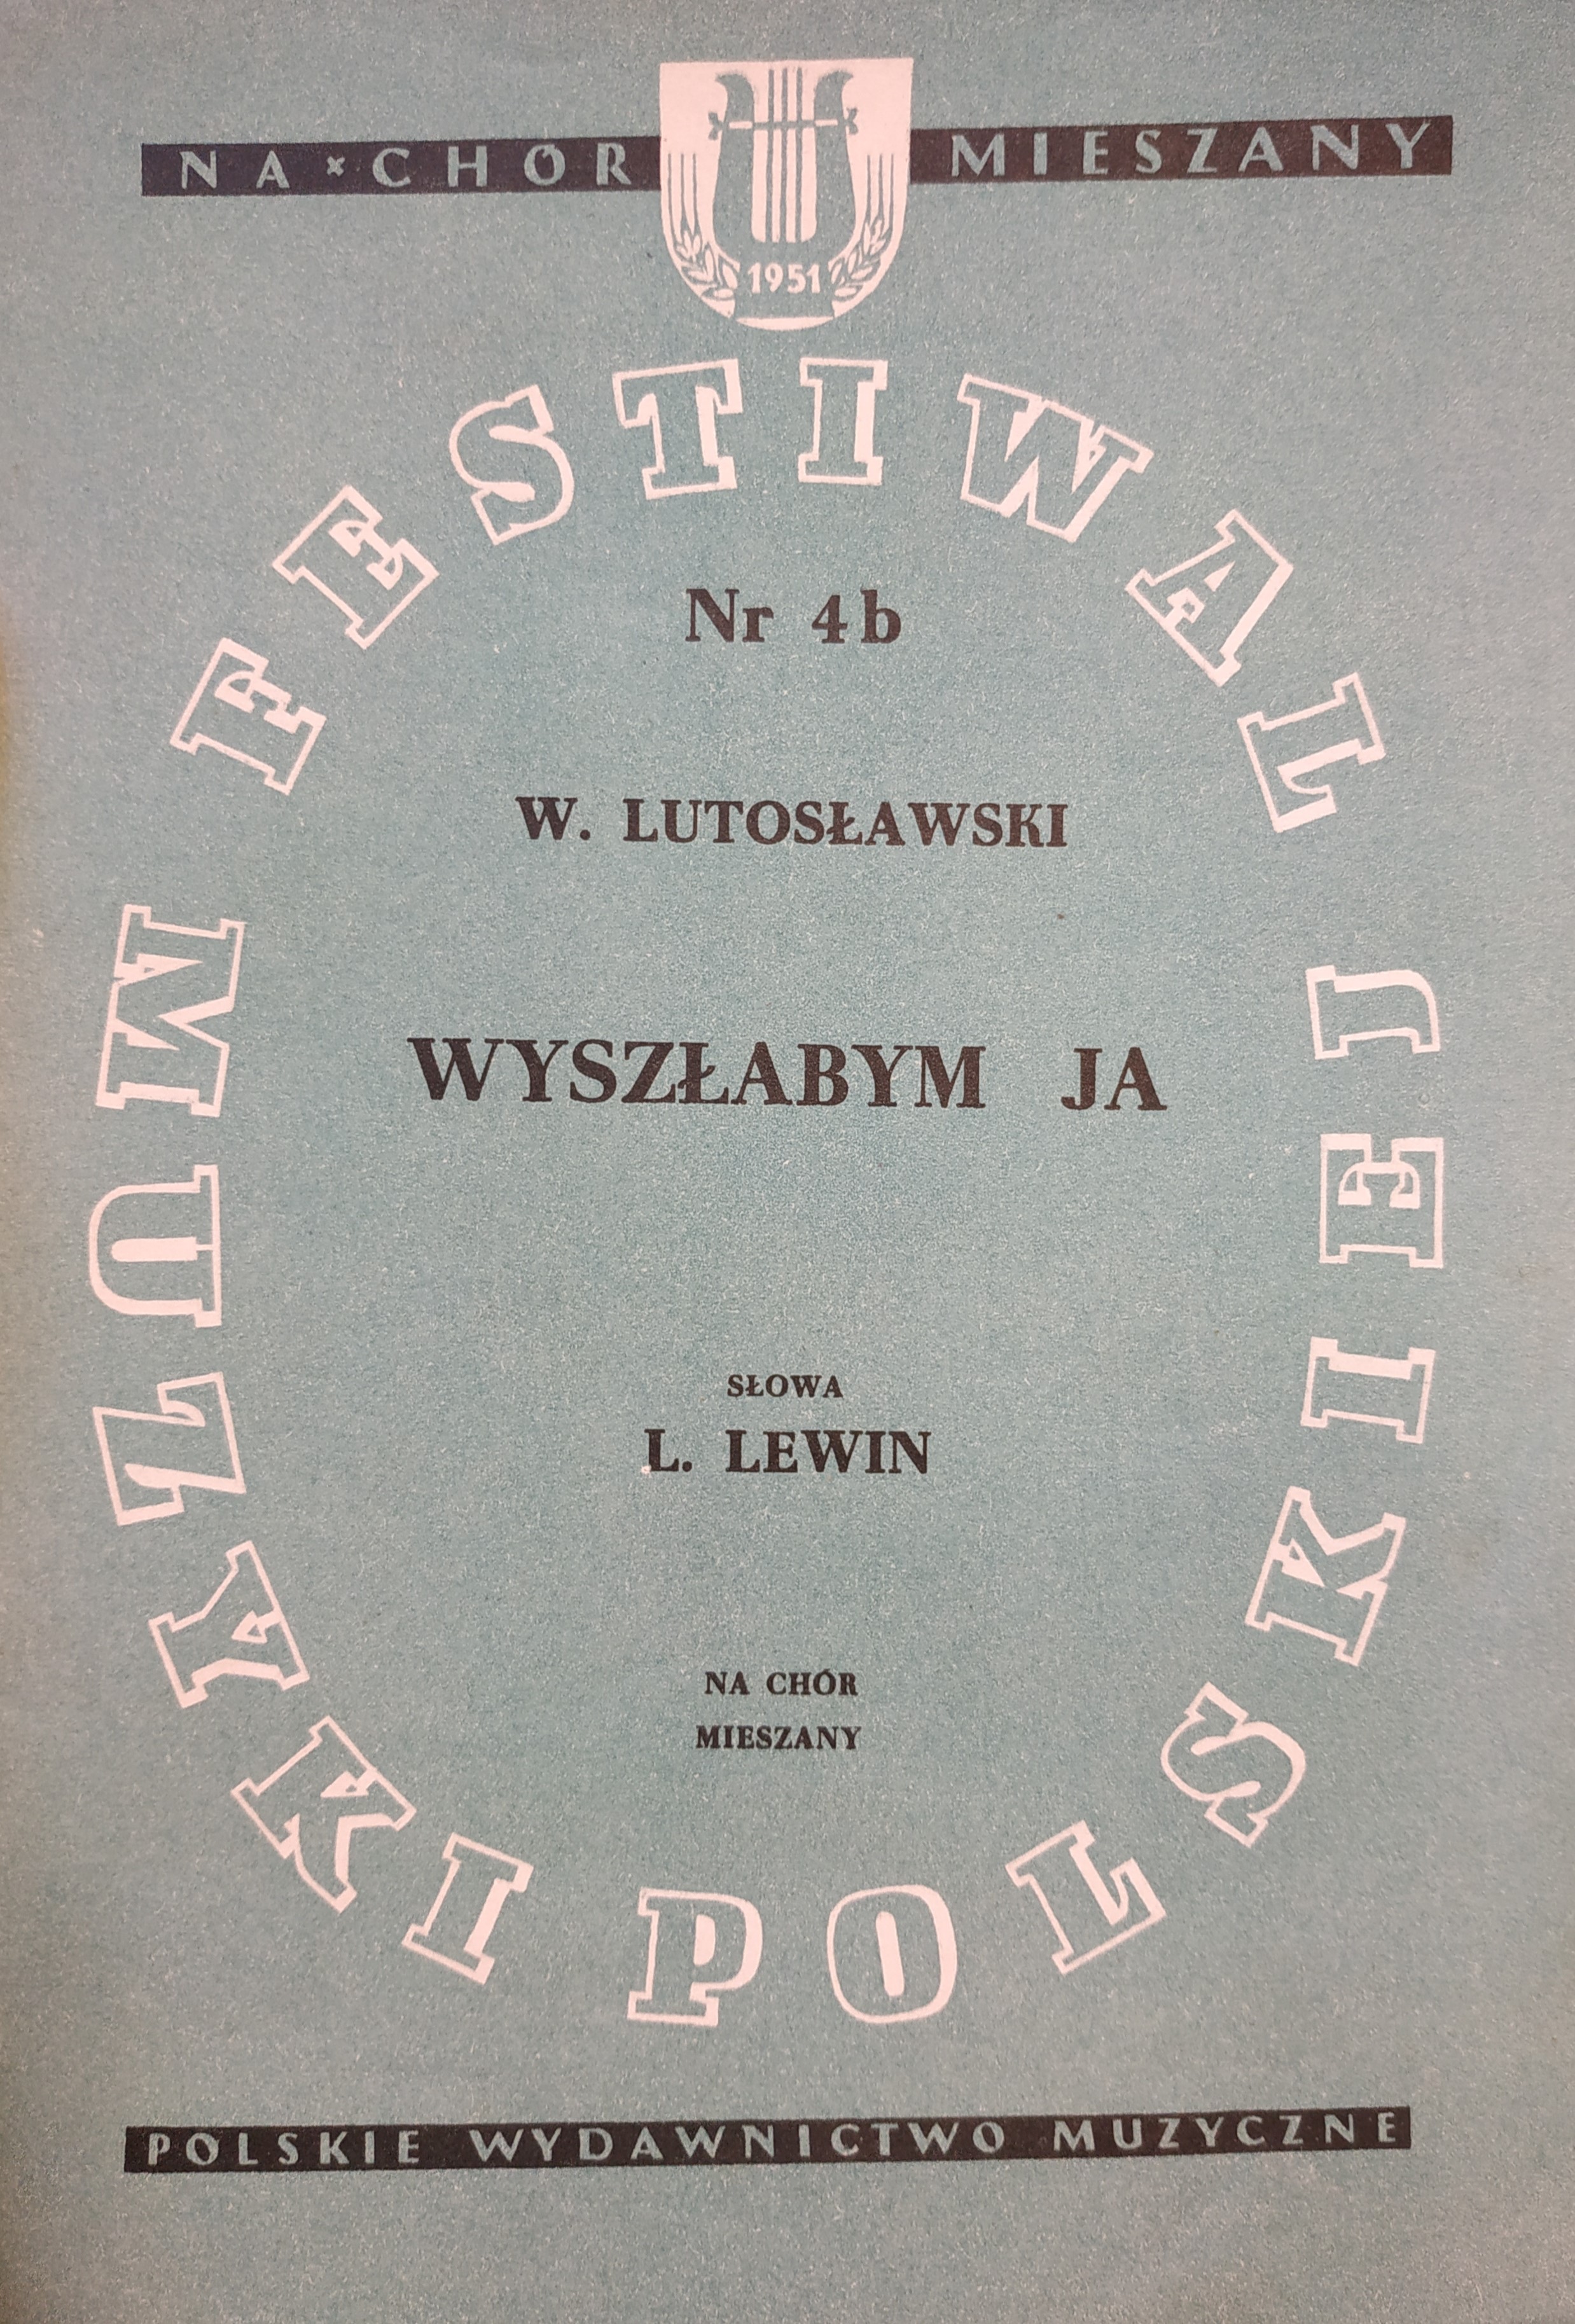 NA × CHÓR MIESZANY
1951
FESTIWAL
MUZYKI POLSKIEJ
Nr 4b
W. LUTOSŁAWSKI
WYSZŁABYM JA
SŁOWA
L. LEWIN
NA CHÓR
MIESZANY
POLSKIE WYDAWNICTWO MUZYCZNE